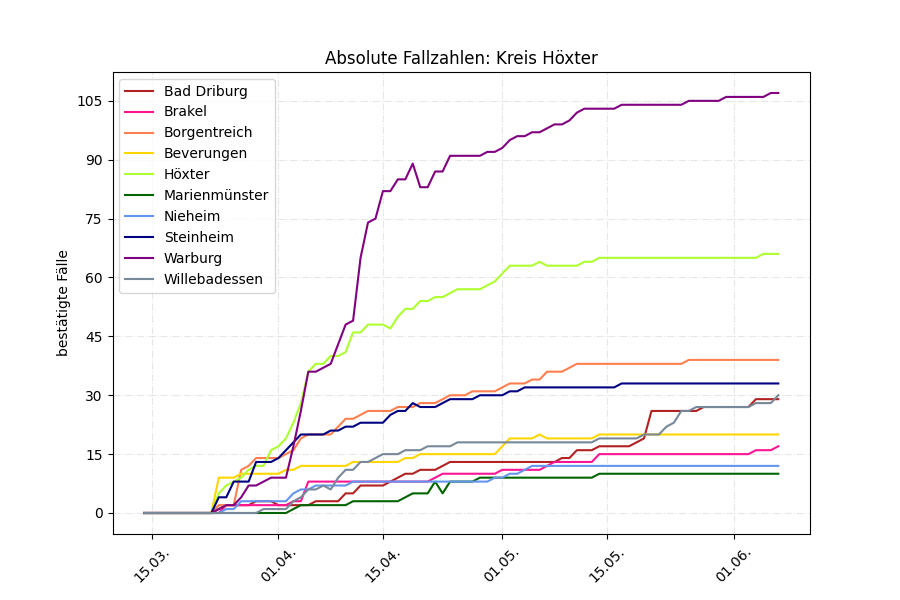 Absolute Fallzahlen: Kreis Höxter
bestätigte Fälle
105
90
75
60
45
30
15
0
Bad Driburg
Brakel
Borgentreich
Beverungen
Höxter
Marienmünster
Nieheim
Steinheim
Warburg
Willebadessen
15.03.
01.04.
15.04.
01.05.
15.05.
01.06.